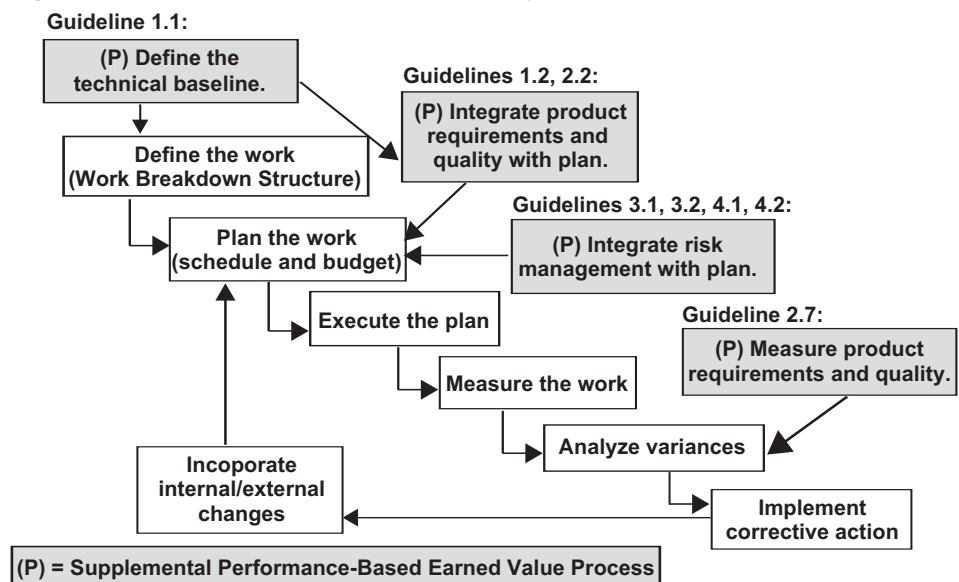 Guideline 1.1:
(P) Define the
technical baseline.
Guidelines 1.2, 2.2:
(P) Integrate product
requirements and
quality with plan.
Define the work
(Work Breakdown Structure)
Guidelines 3.1, 3.2, 4.1, 4.2:
(P) Integrate risk
management with plan.
Plan the work
(schedule and budget)
Execute the plan
Guideline 2.7:
(P) Measure product
requirements and quality.
Measure the work
Analyze variances
Incoporate
internal/external
changes
Implement
corrective action
(P) = Supplemental Performance-Based Earned Value Process